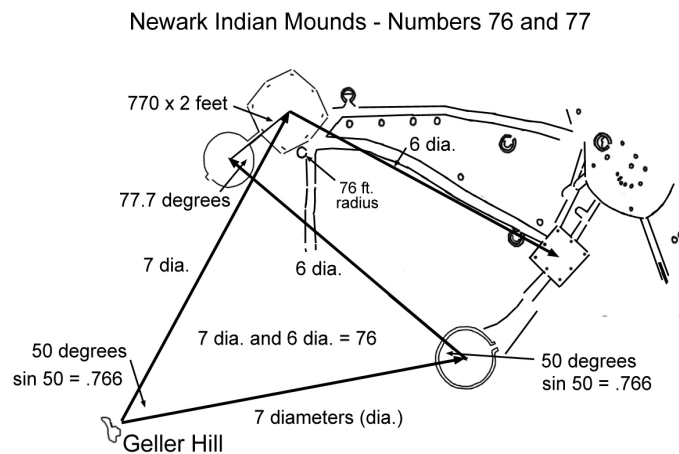 Newark Indian Mounds - Numbers 76 and 77
770 x 2 feet
6 dia.
76 ft.
radius
77.7 degrees
7 dia.
6 dia.
7 dia. and 6 dia. = 76
50 degrees
sin 50 = .766
50 degrees
sin 50 = .766
7 diameters (dia.)
Geller Hill